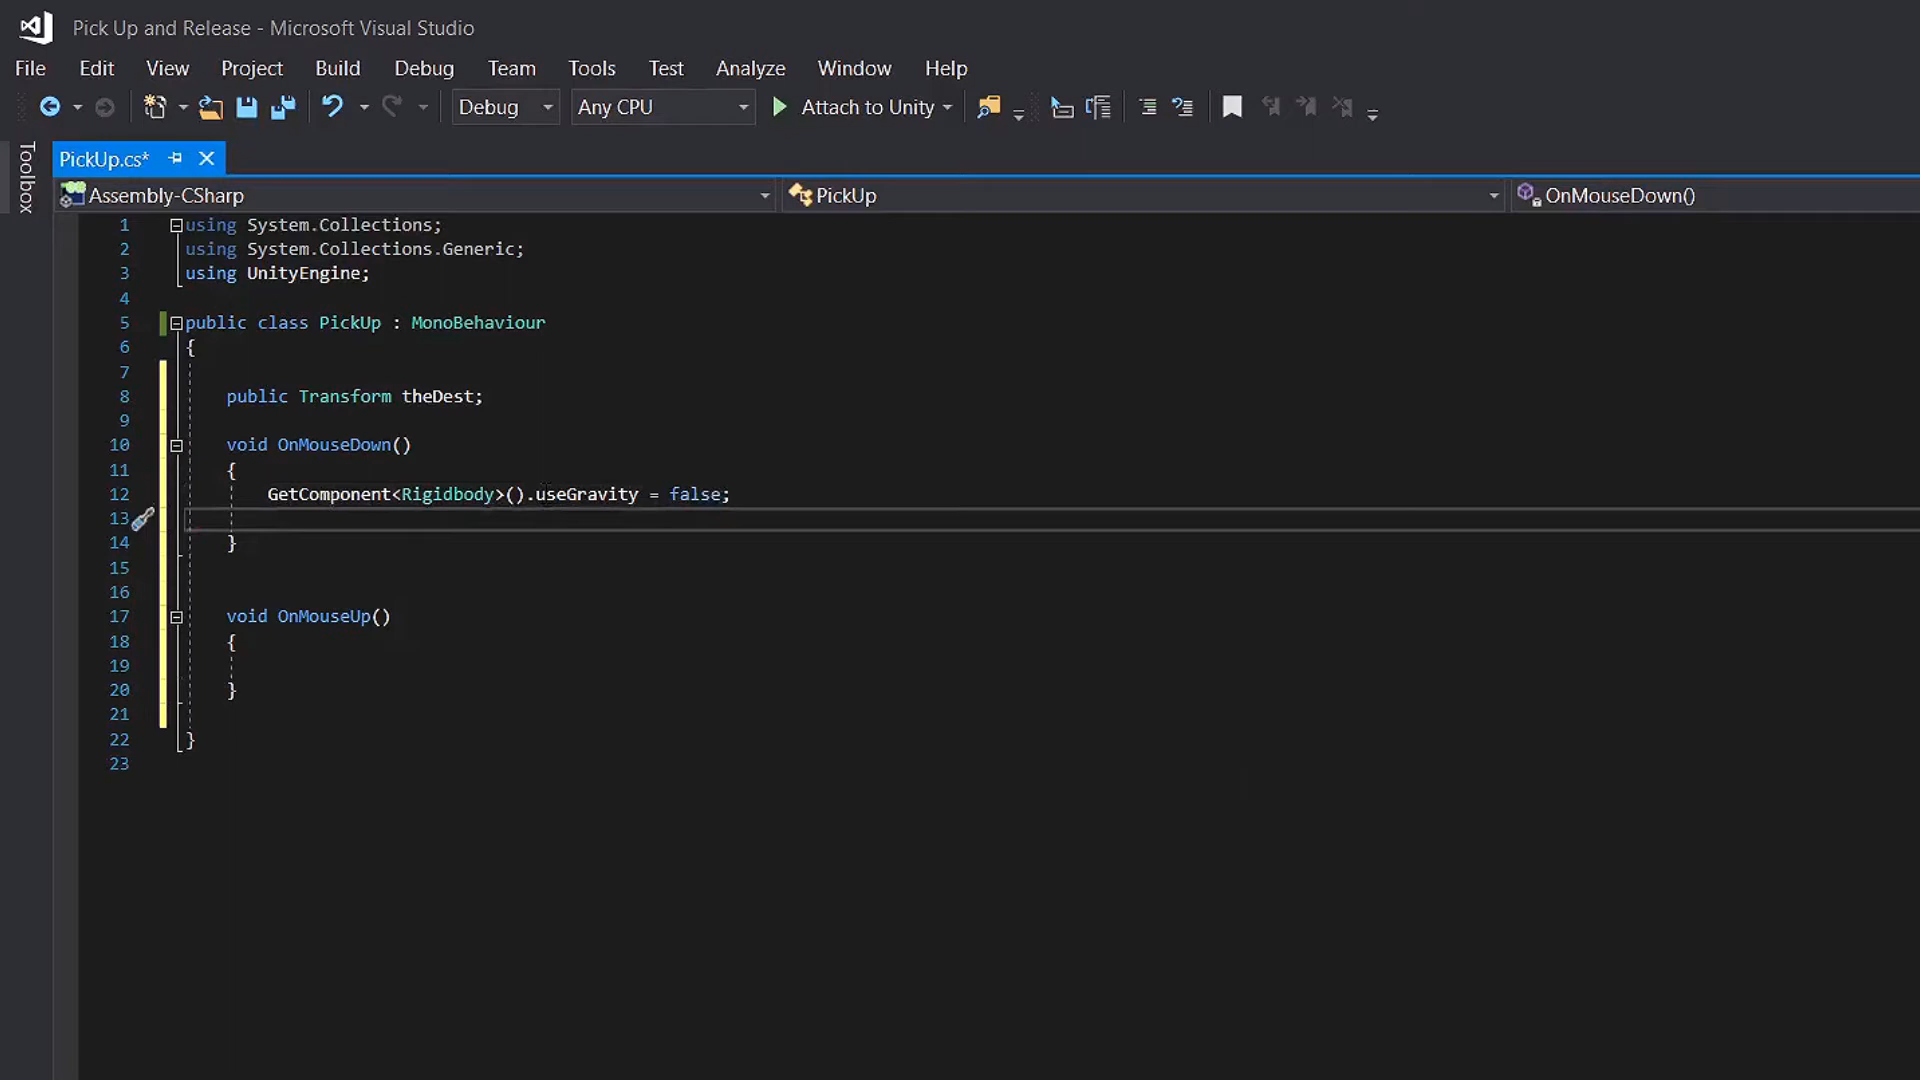 Pick Up and Release - Microsoft Visual Studio
File Edit View Project Build Debug Team Tools Test Analyze Window Help
Debug Any CPU Attach to Unity
Toolbox
PickUp.cs*
Assembly-CSharp PickUp OnMouseDown()
1 using System.Collections;
2 using System.Collections.Generic;
3 using UnityEngine;
4
5 public class PickUp : MonoBehaviour
6 {
7
8 public Transform theDest;
9
10 void OnMouseDown()
11 {
12 GetComponent<Rigidbody>().useGravity = false;
13
14 }
15
16
17 void OnMouseUp()
18 {
19
20 }
21
22 }
23